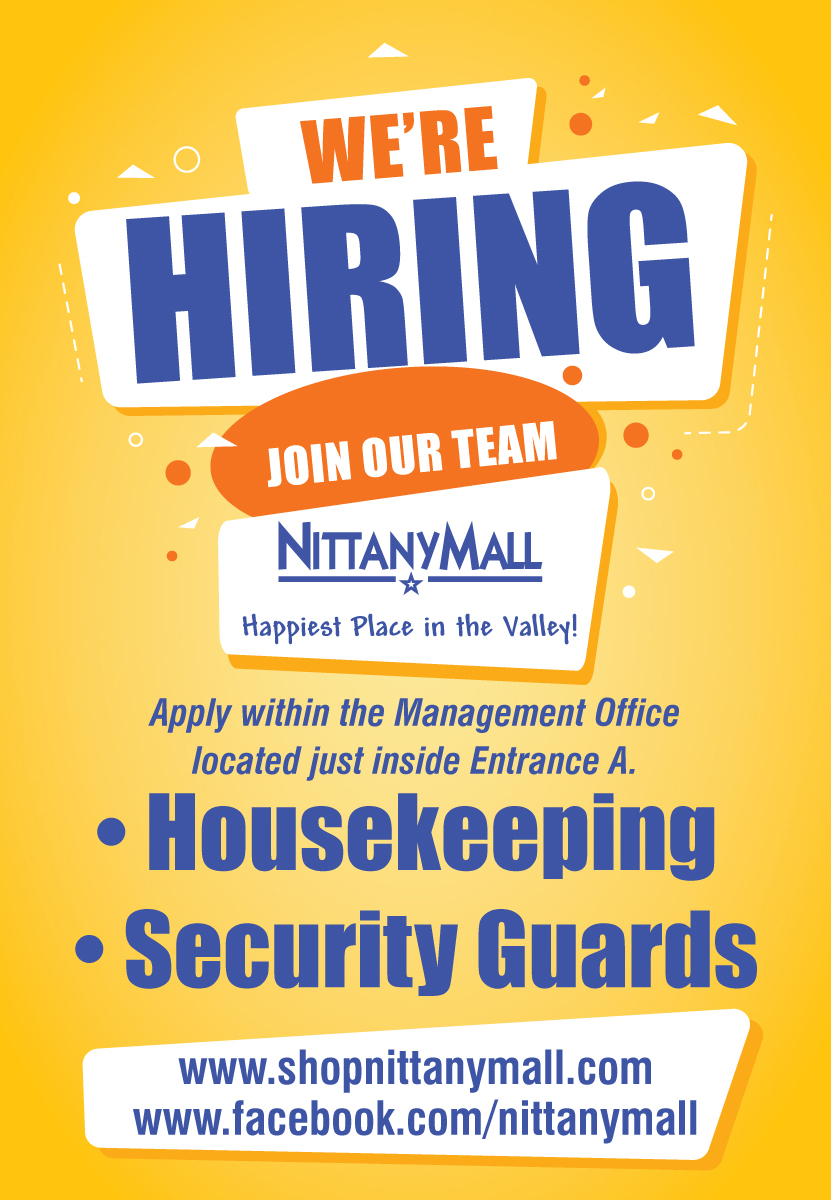 WE'RE
HIRING
JOIN OUR TEAM
NITTANYMALL
Happiest Place in the Valley!
Apply within the Management Office
located just inside Entrance A.
• Housekeeping
• Security Guards
www.shopnittanymall.com
www.facebook.com/nittanymall